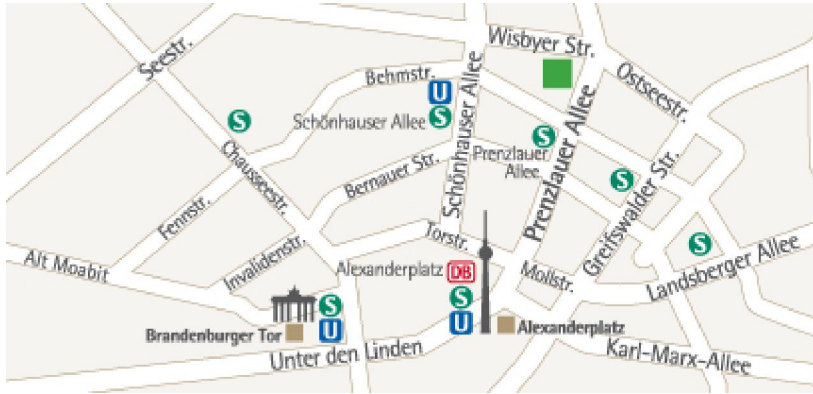 Wisbyer Str.
Seestr.
Behmstr.
Ostseestr.
U
S
Schönhauser Allee
S
Schönhauser Allee
Prenzlauer Allee
S
Prenzlauer
Allee
Chausseestr.
Bernauer Str.
S
Greifswalder Str.
Fennstr.
Torstr.
S
Alt Moabit
Invalidenstr.
Alexanderplatz
DB
Mollstr.
Landsberger Allee
S
S
U
U
Brandenburger Tor
Alexanderplatz
Unter den Linden
Karl-Marx-Allee